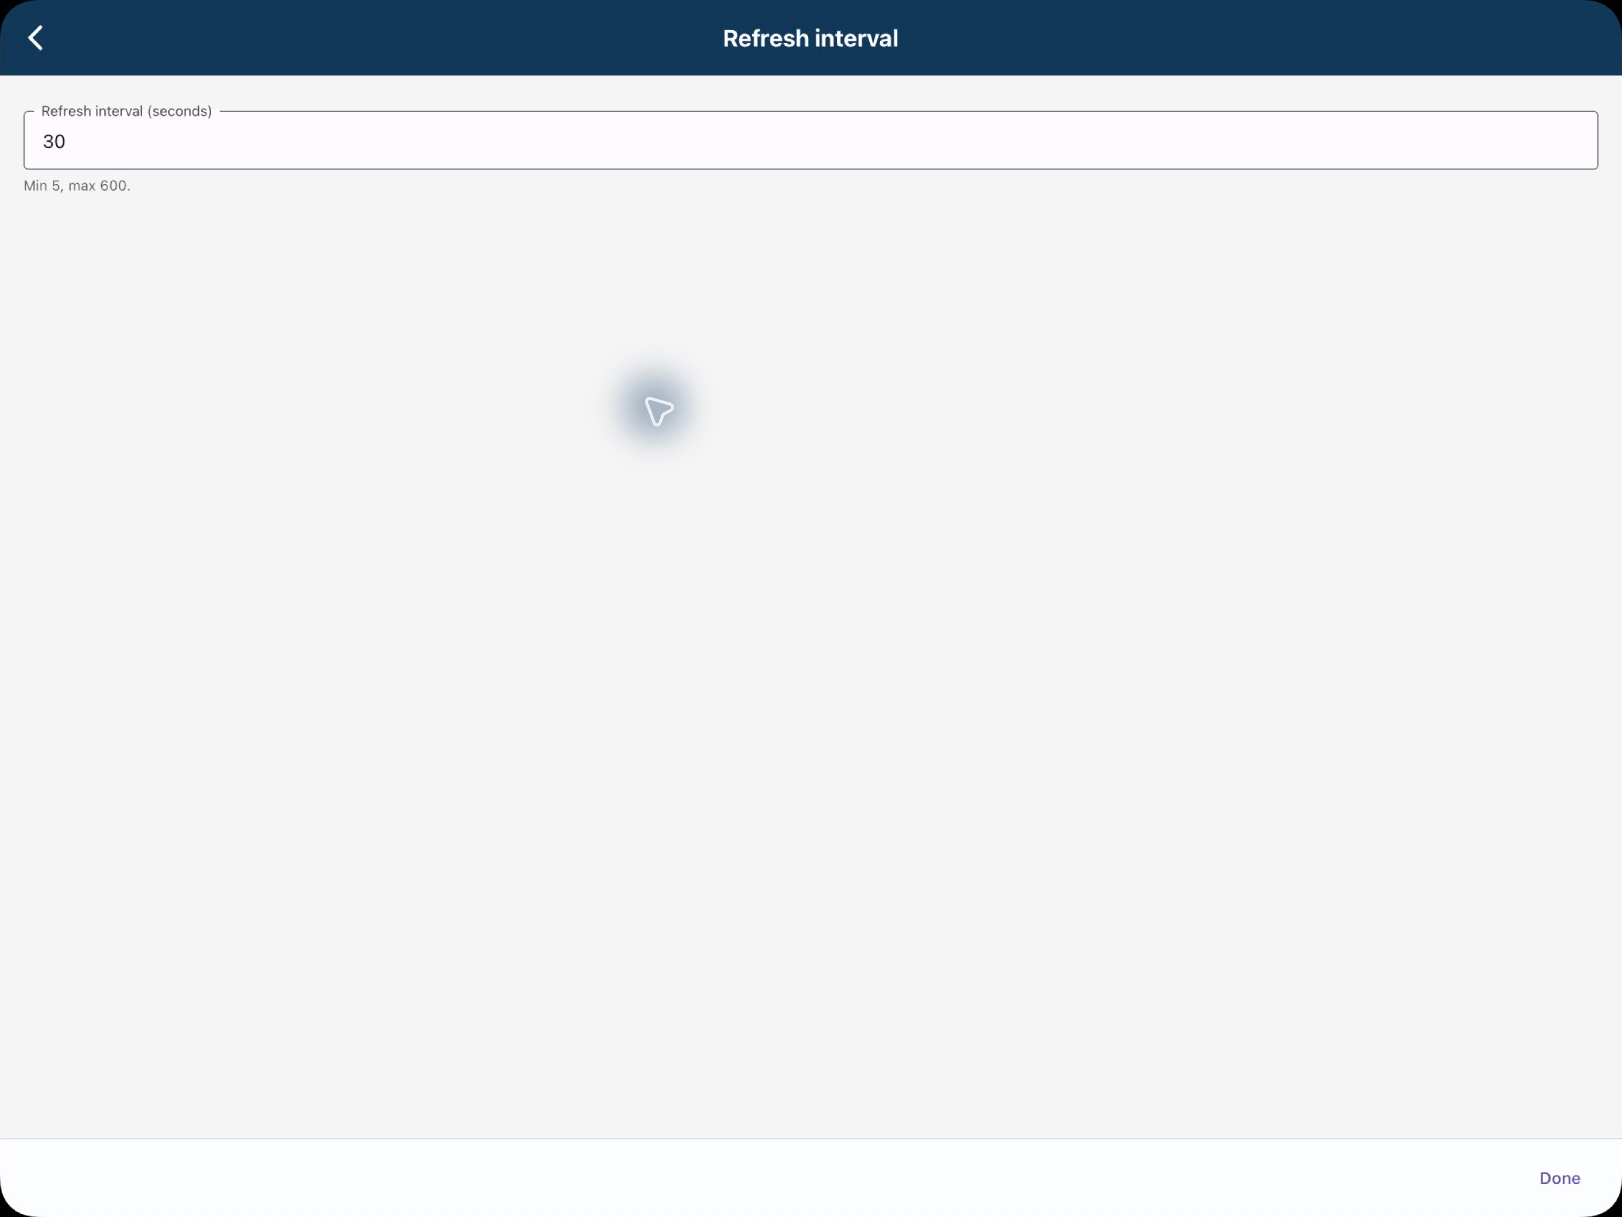 Refresh interval
Refresh interval (seconds)
30
Min 5, max 600.
Done